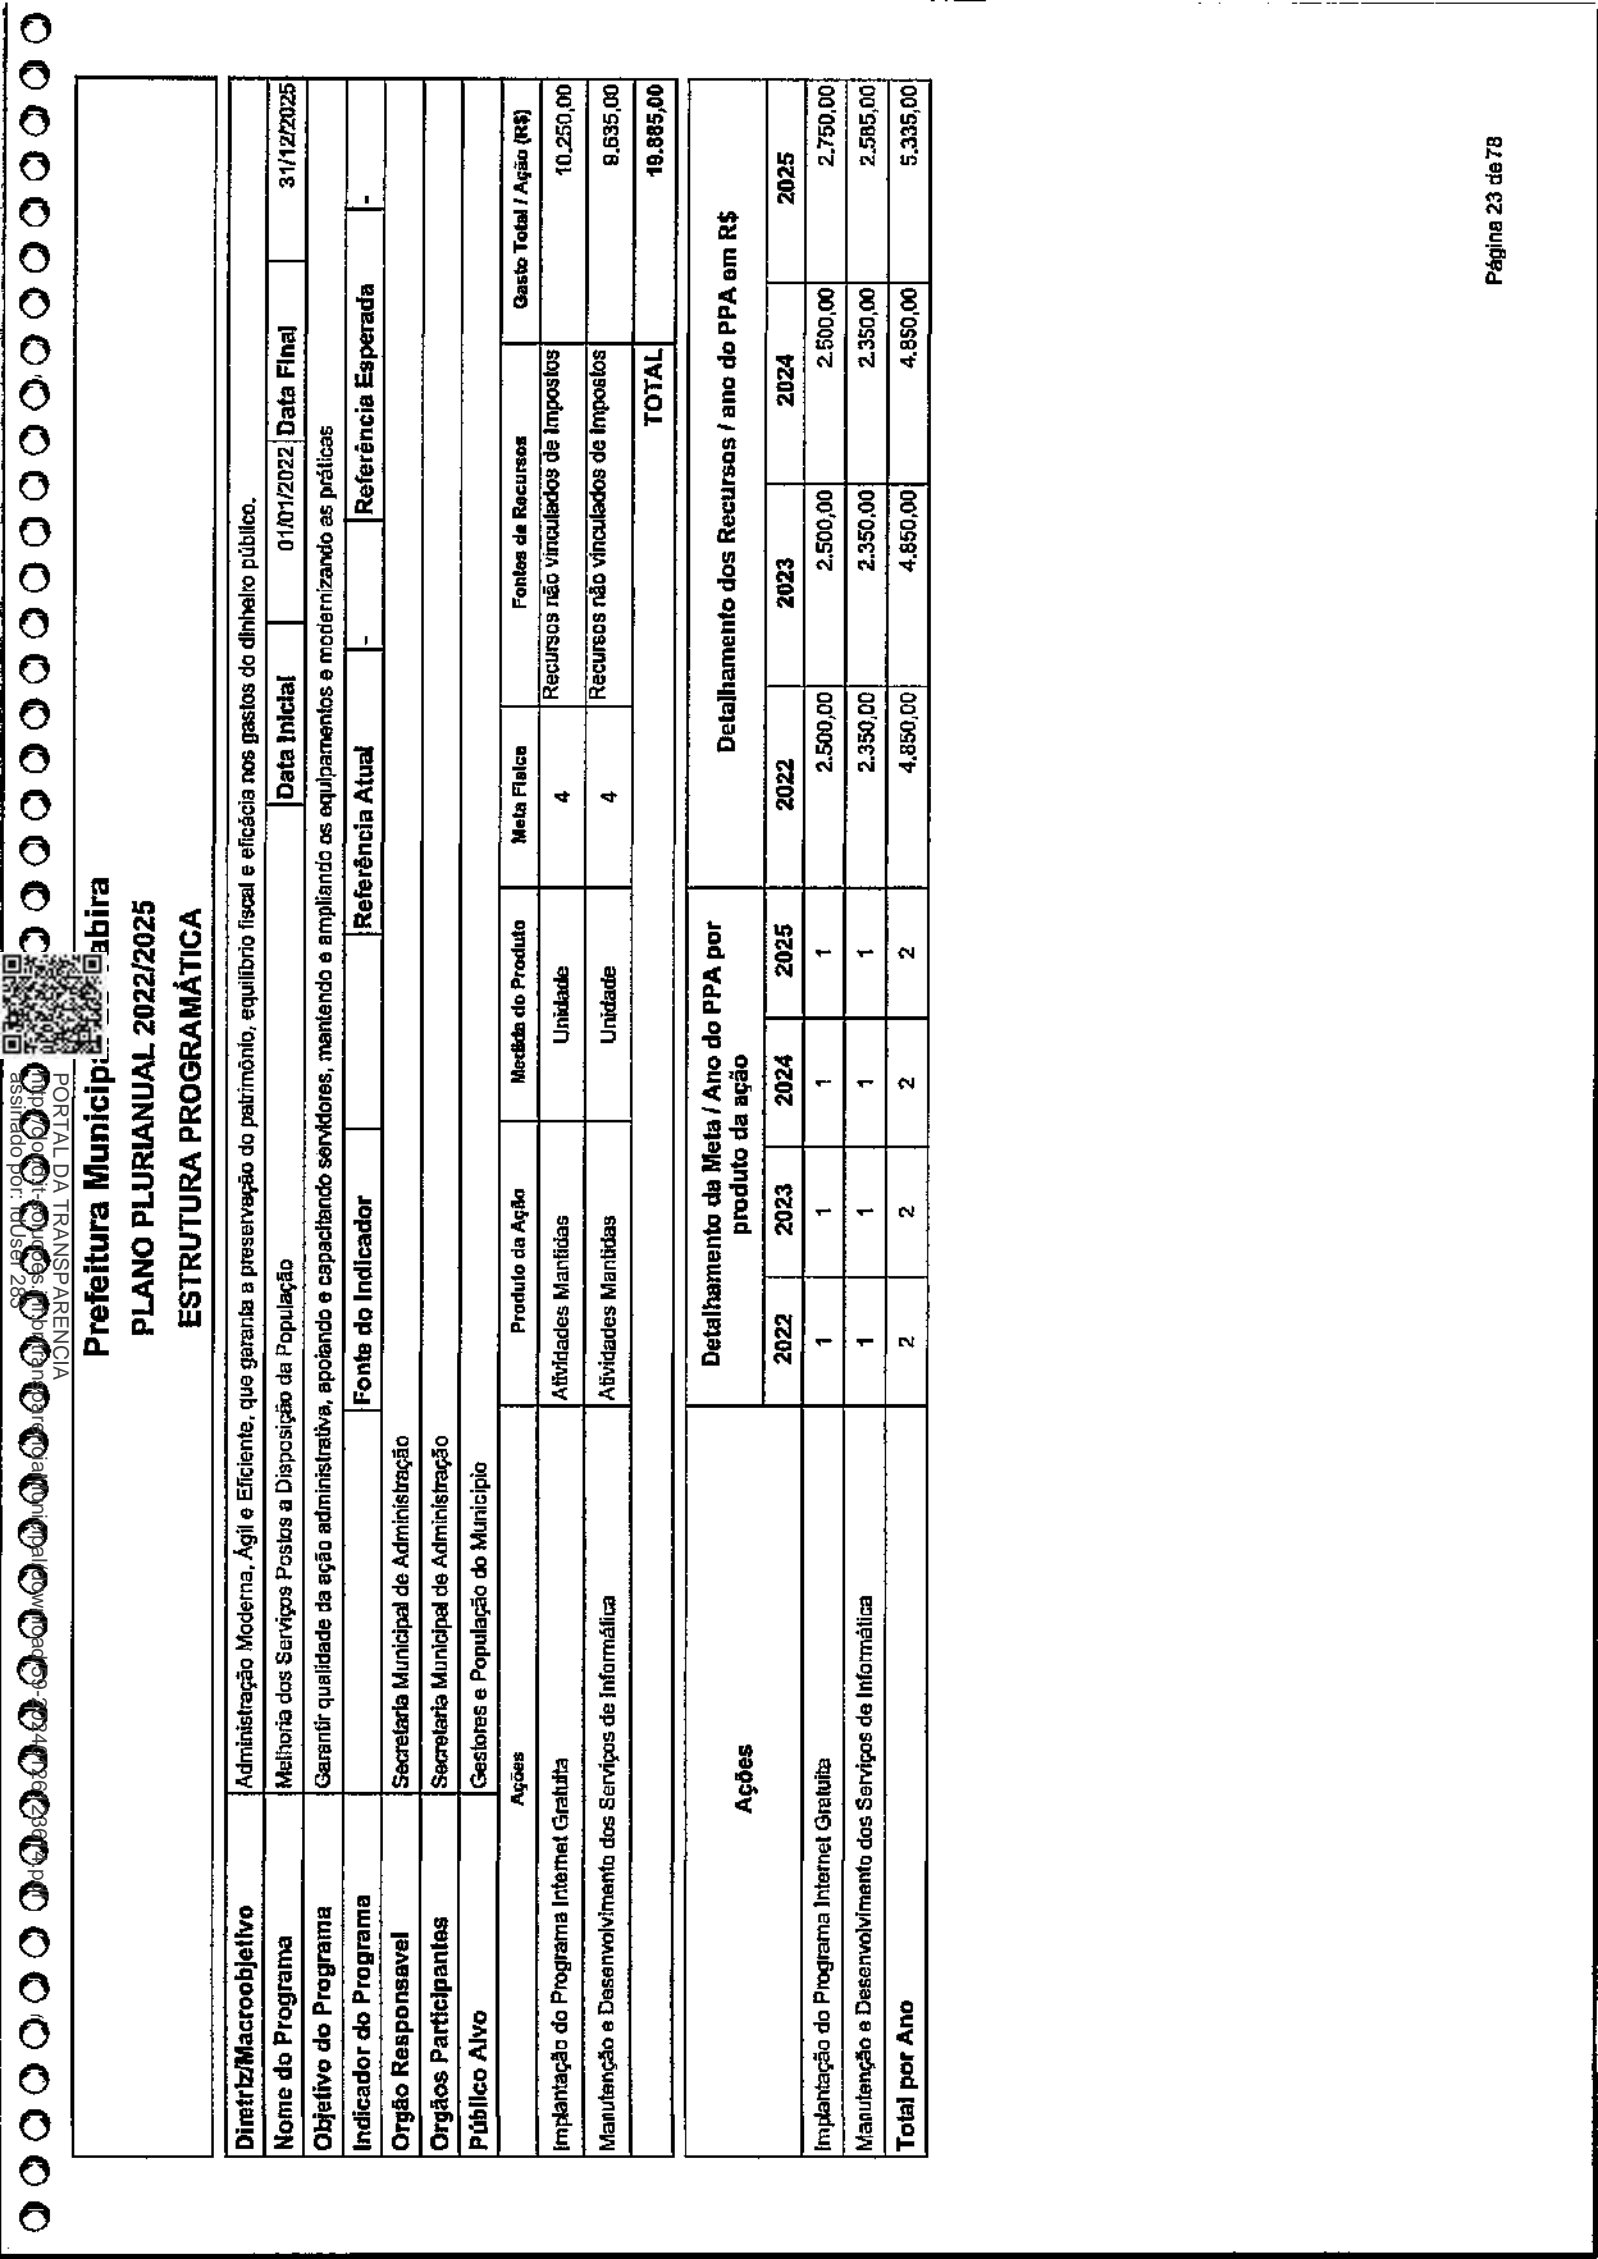 Prefeitura Municip abira
PLANO PLURIANUAL 2022/2025
ESTRUTURA PROGRAMÁTICA
Diretriz/Macroobjetivo Administração Moderna, Ágil e Eficiente, que garanta a preservação do patrimônio, equilíbrio fiscal e eficácia nos gastos do dinheiro público.
Nome do Programa Melhoria dos Serviços Postos a Disposição da População Data Inicial 01/01/2022 Data Final 31/12/2025
Objetivo do Programa Garantir qualidade da ação administrativa, apoiando e capacitando servidores, mantendo e ampliando os equipamentos e modernizando as práticas
Indicador do Programa Fonte do Indicador Referência Atual - Referência Esperada -
Orgão Responsavel Secretaria Municipal de Administração
Orgãos Participantes Secretaria Municipal de Administração
Público Alvo Gestores e População do Município
Ações Produto da Ação Medida do Produto Meta Física Fontes de Recursos Gasto Total / Ação (R$)
Implantação do Programa Internet Gratuita Atividades Mantidas Unidade 4 Recursos não vinculados de Impostos 10.250,00
Manutenção e Desenvolvimento dos Serviços de Informática Atividades Mantidas Unidade 4 Recursos não vinculados de Impostos 9.635,00
TOTAL 19.885,00
Ações Detalhamento da Meta / Ano do PPA por produto da ação Detalhamento dos Recursos / ano do PPA em R$
2022 2023 2024 2025 2022 2023 2024 2025
Implantação do Programa Internet Gratuita 1 1 1 1 2.500,00 2.500,00 2.500,00 2.750,00
Manutenção e Desenvolvimento dos Serviços de Informática 1 1 1 1 2.350,00 2.350,00 2.350,00 2.585,00
Total por Ano 2 2 2 2 4.850,00 4.850,00 4.850,00 5.335,00
Página 23 de 78
PORTAL DA TRANSPARENCIA
assinado por: idUser 285